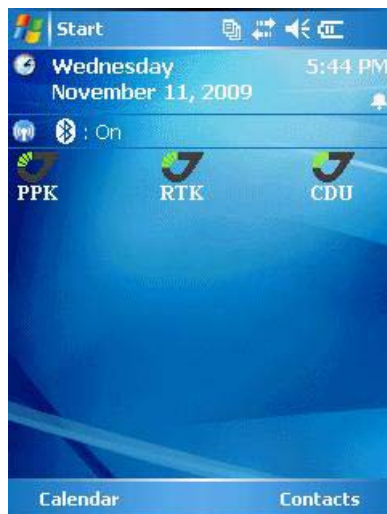 Start
Wednesday 5:44 PM
November 11, 2009
: On
PPK RTK CDU
Calendar Contacts